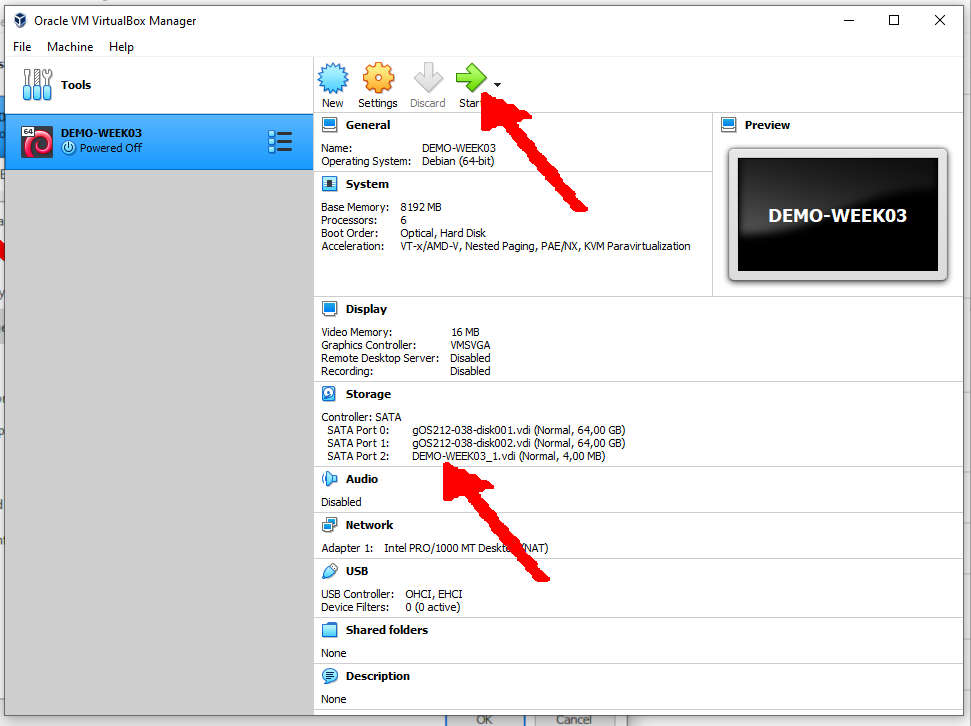 Oracle VM VirtualBox Manager
File Machine Help
Tools
New Settings Discard Start
64
DEMO-WEEK03
Powered Off
General
Name: DEMO-WEEK03
Operating System: Debian (64-bit)
Preview
DEMO-WEEK03
System
Base Memory: 8192 MB
Processors: 6
Boot Order: Optical, Hard Disk
Acceleration: VT-x/AMD-V, Nested Paging, PAE/NX, KVM Paravirtualization
Display
Video Memory: 16 MB
Graphics Controller: VMSVGA
Remote Desktop Server: Disabled
Recording: Disabled
Storage
Controller: SATA
SATA Port 0: gOS212-038-disk001.vdi (Normal, 64,00 GB)
SATA Port 1: gOS212-038-disk002.vdi (Normal, 64,00 GB)
SATA Port 2: DEMO-WEEK03_1.vdi (Normal, 4,00 MB)
Audio
Disabled
Network
Adapter 1: Intel PRO/1000 MT Desktop (NAT)
USB
USB Controller: OHCI, EHCI
Device Filters: 0 (0 active)
Shared folders
None
Description
None
OK Cancel